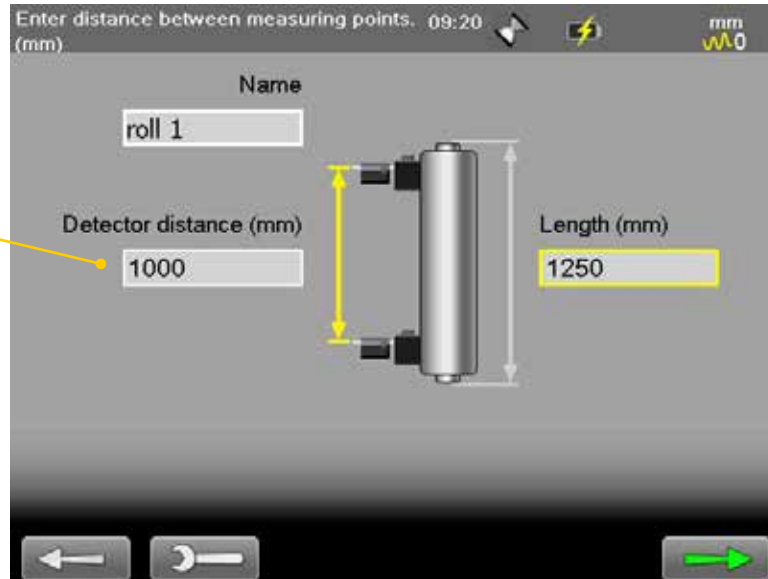 Enter distance between measuring points. 09:20 mm
(mm) 0
Name
roll 1
Detector distance (mm) Length (mm)
1000 1250